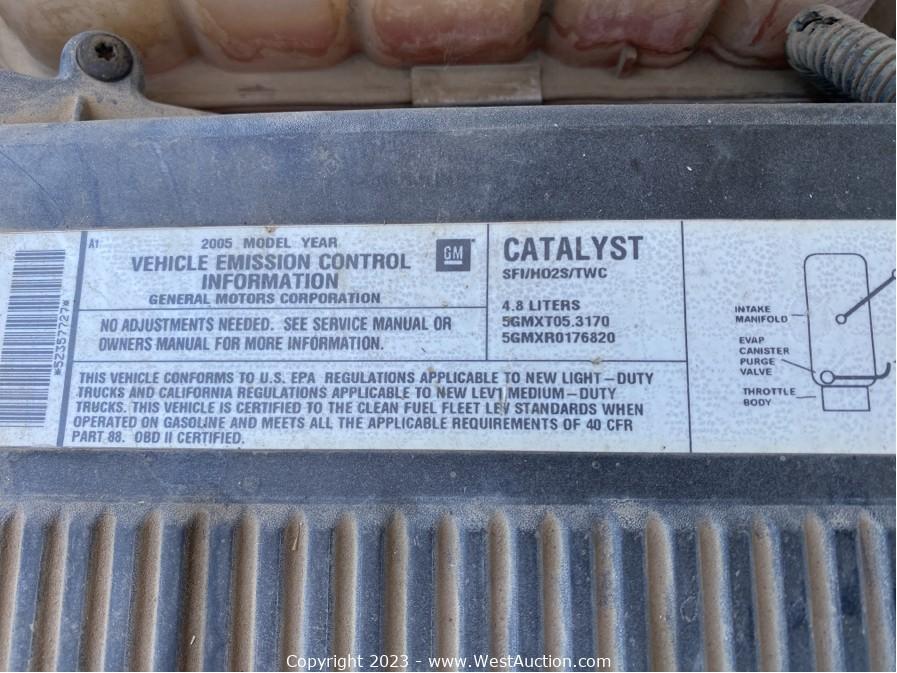 *52357727*
A1
2005 MODEL YEAR
VEHICLE EMISSION CONTROL
INFORMATION
GENERAL MOTORS CORPORATION
GM
NO ADJUSTMENTS NEEDED. SEE SERVICE MANUAL OR
OWNERS MANUAL FOR MORE INFORMATION.
CATALYST
SFI/HO2S/TWC
4.8 LITERS
5GMXT05.3170
5GMXR0176820
THIS VEHICLE CONFORMS TO U.S. EPA REGULATIONS APPLICABLE TO NEW LIGHT-DUTY
TRUCKS AND CALIFORNIA REGULATIONS APPLICABLE TO NEW LEV1 MEDIUM-DUTY
TRUCKS. THIS VEHICLE IS CERTIFIED TO THE CLEAN FUEL FLEET LEV STANDARDS WHEN
OPERATED ON GASOLINE AND MEETS ALL THE APPLICABLE REQUIREMENTS OF 40 CFR
PART 88. OBD II CERTIFIED.
INTAKE
MANIFOLD
EVAP
CANISTER
PURGE
VALVE
THROTTLE
BODY
Copyright 2023 - www.WestAuction.com